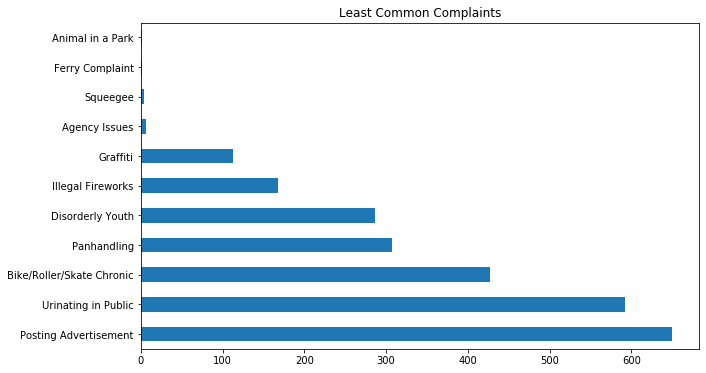 Least Common Complaints
Animal in a Park
Ferry Complaint
Squeegee
Agency Issues
Graffiti
Illegal Fireworks
Disorderly Youth
Panhandling
Bike/Roller/Skate Chronic
Urinating in Public
Posting Advertisement
0 100 200 300 400 500 600